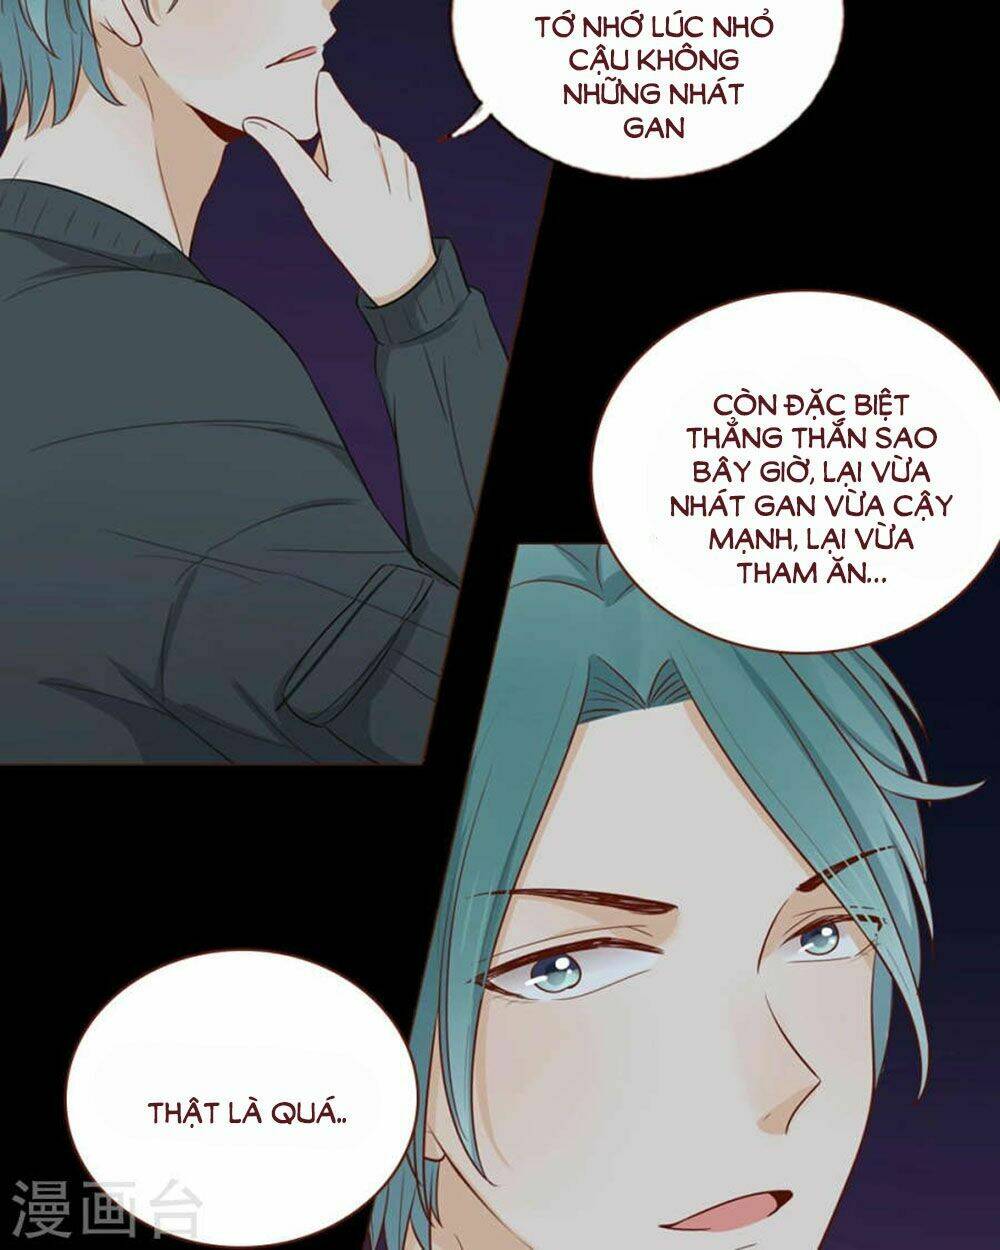 TỚ NHỚ LÚC NHỎ
CẬU KHÔNG
NHỮNG NHÁT
GAN
CÒN ĐẶC BIỆT
THẲNG THẮN SAO
BÂY GIỜ, LẠI VỪA
NHÁT GAN VỪA CẬY
MẠNH, LẠI VỪA
THAM ĂN...
THẬT LÀ QUÁ..
漫画台